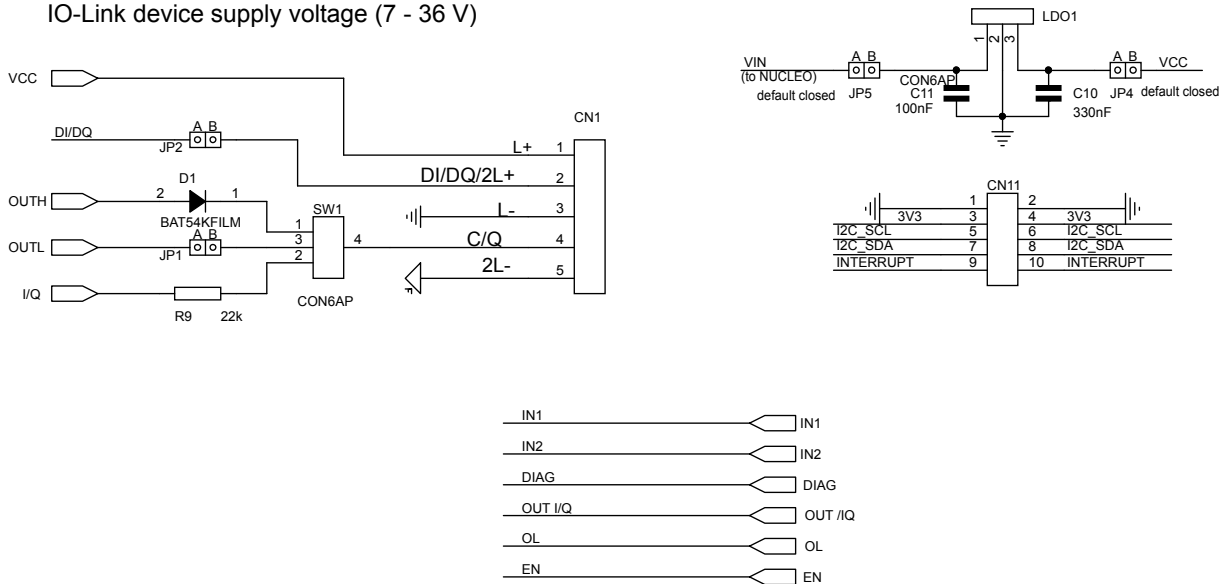 IO-Link device supply voltage (7 - 36 V)
VCC
DI/DQ
A B
JP2
D1
OUTH
2
1
BAT54KFILM
A B
OUTL
JP1
I/Q
R9
22k
SW1
1
3
2
4
CON6AP
CN1
L+
1
DI/DQ/2L+
2
L-
3
C/Q
4
2L-
5
LDO1
1
2
3
VIN
(to NUCLEO)
default closed
A B
JP5
CON6AP
C11
100nF
C10
330nF
A B
JP4
VCC
default closed
CN11
1
2
3V3
3
4
3V3
I2C_SCL
5
6
I2C_SCL
I2C_SDA
7
8
I2C_SDA
INTERRUPT
9
10
INTERRUPT
IN1
IN1
IN2
IN2
DIAG
DIAG
OUT I/Q
OUT /IQ
OL
OL
EN
EN